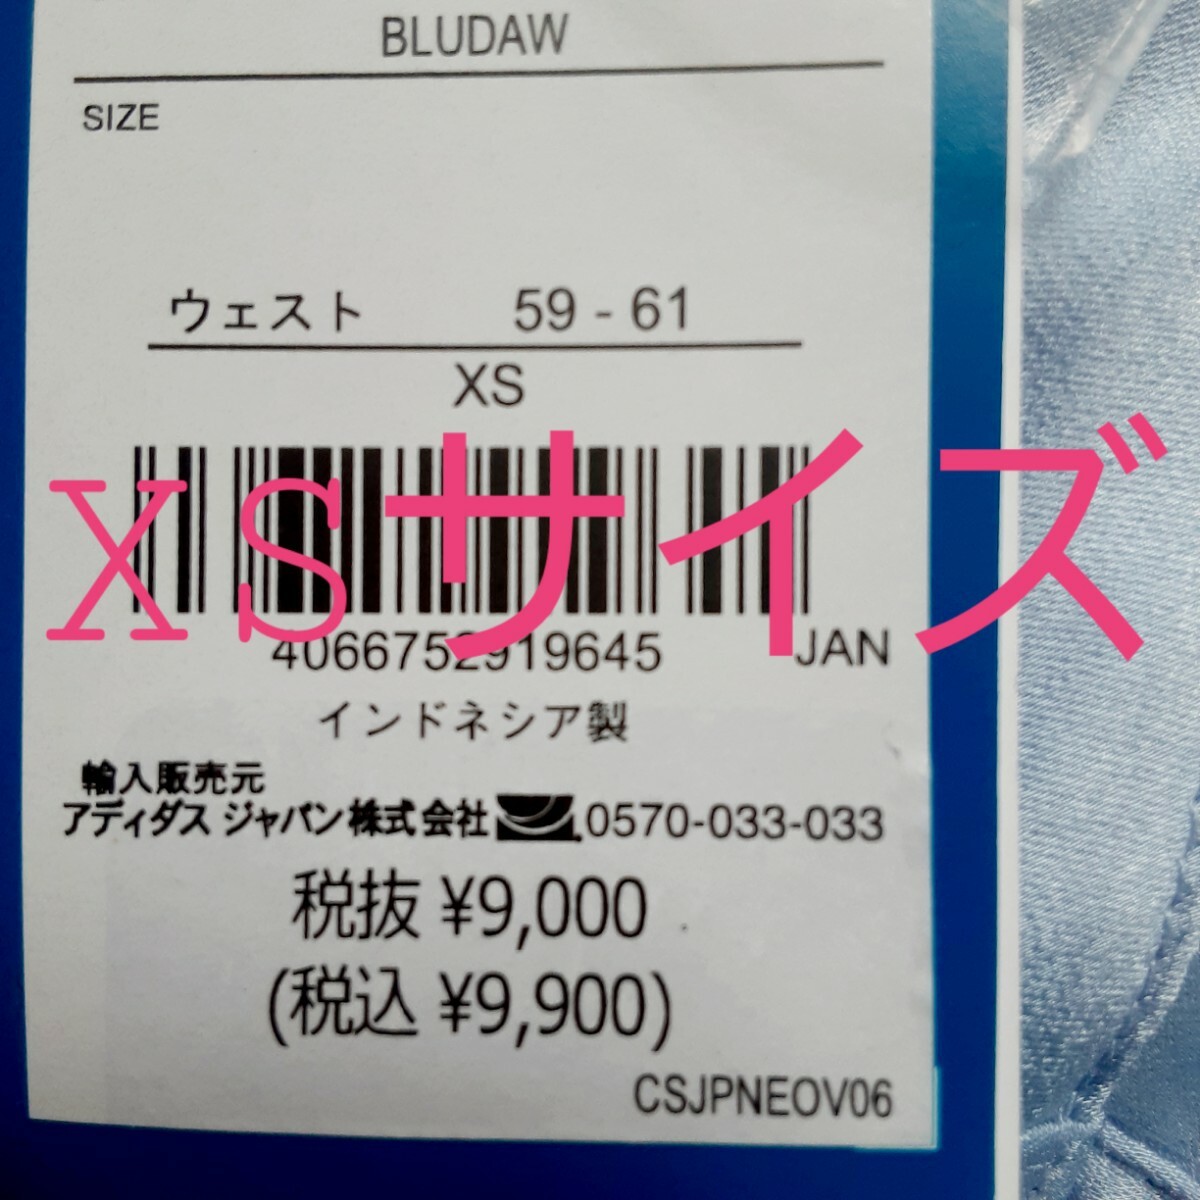 BLUDAW
SIZE
ウェスト 59 - 61
XS
XSサイズ
4066752919645 JAN
インドネシア製
輸入販売元
アディダス ジャパン株式会社 0570-033-033
税抜 ¥9,000
(税込 ¥9,900)
CSJPNEOV06